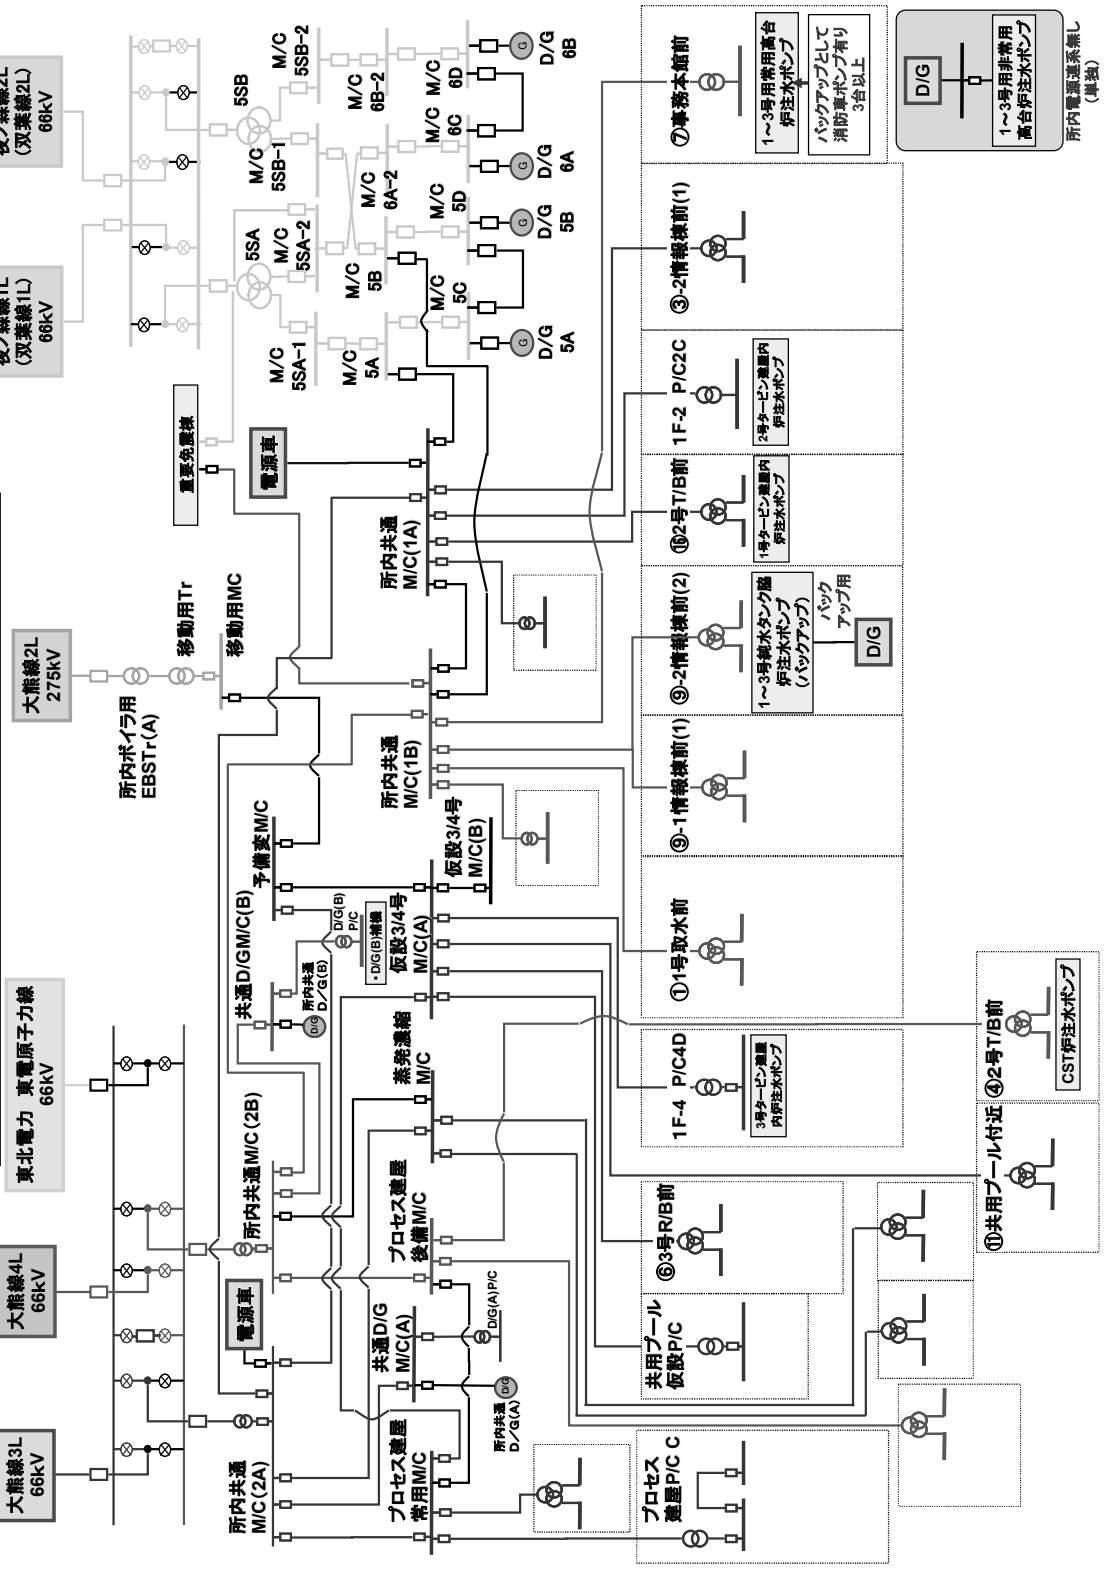 大熊線3L
66kV
大熊線4L
66kV
東北電力 東電原子力線
66kV
大熊線2L
275kV
(双葉線1L)
66kV
(双葉線2L)
66kV
所内ボイラ用
EBSTr(A)
移動用Tr
移動用MC
重要免震棟
電源車
5SA
5SB
M/C
5SA-1
M/C
5SA-2
M/C
5SB-1
M/C
5SB-2
M/C
5A
M/C
5B
M/C
6A-2
M/C
6B-2
M/C
5C
M/C
5D
M/C
6C
M/C
6D
G
D/G
5A
G
D/G
5B
G
D/G
6A
G
D/G
6B
所内共通
M/C(2A)
電源車
所内共通M/C(2B)
共通D/GM/C(B)
予備変M/C
所内共通
M/C(1B)
所内共通
M/C(1A)
D/G
所内共通
D/G(B)
D/G(B)
P/C
・D/G(B)補機
共通D/G
M/C(A)
D/G(A)P/C
D/G
所内共通
D/G(A)
プロセス建屋
常用M/C
プロセス建屋
後備M/C
蒸発濃縮
M/C
仮設3/4号
M/C(A)
仮設3/4号
M/C(B)
プロセス
建屋P/C C
共用プール
仮設P/C
⑥3号R/B前
1F-4 P/C4D
3号タービン建屋
内炉注水ポンプ
①1号取水前
⑨-1情報棟前(1)
⑨-2情報棟前(2)
1～3号純水タンク脇
炉注水ポンプ
(バックアップ)
バック
アップ用
D/G
⑯2号T/B前
1号タービン建屋内
炉注水ポンプ
1F-2 P/C2C
2号タービン建屋内
炉注水ポンプ
③-2情報棟前(1)
⑦事務本館前
1～3号用常用高台
炉注水ポンプ
バックアップとして
消防車ポンプ有り
3台以上
D/G
1～3号用非常用
高台炉注水ポンプ
所内電源連系無し
(単独)
⑪共用プール付近
④2号T/B前
CST炉注水ポンプ